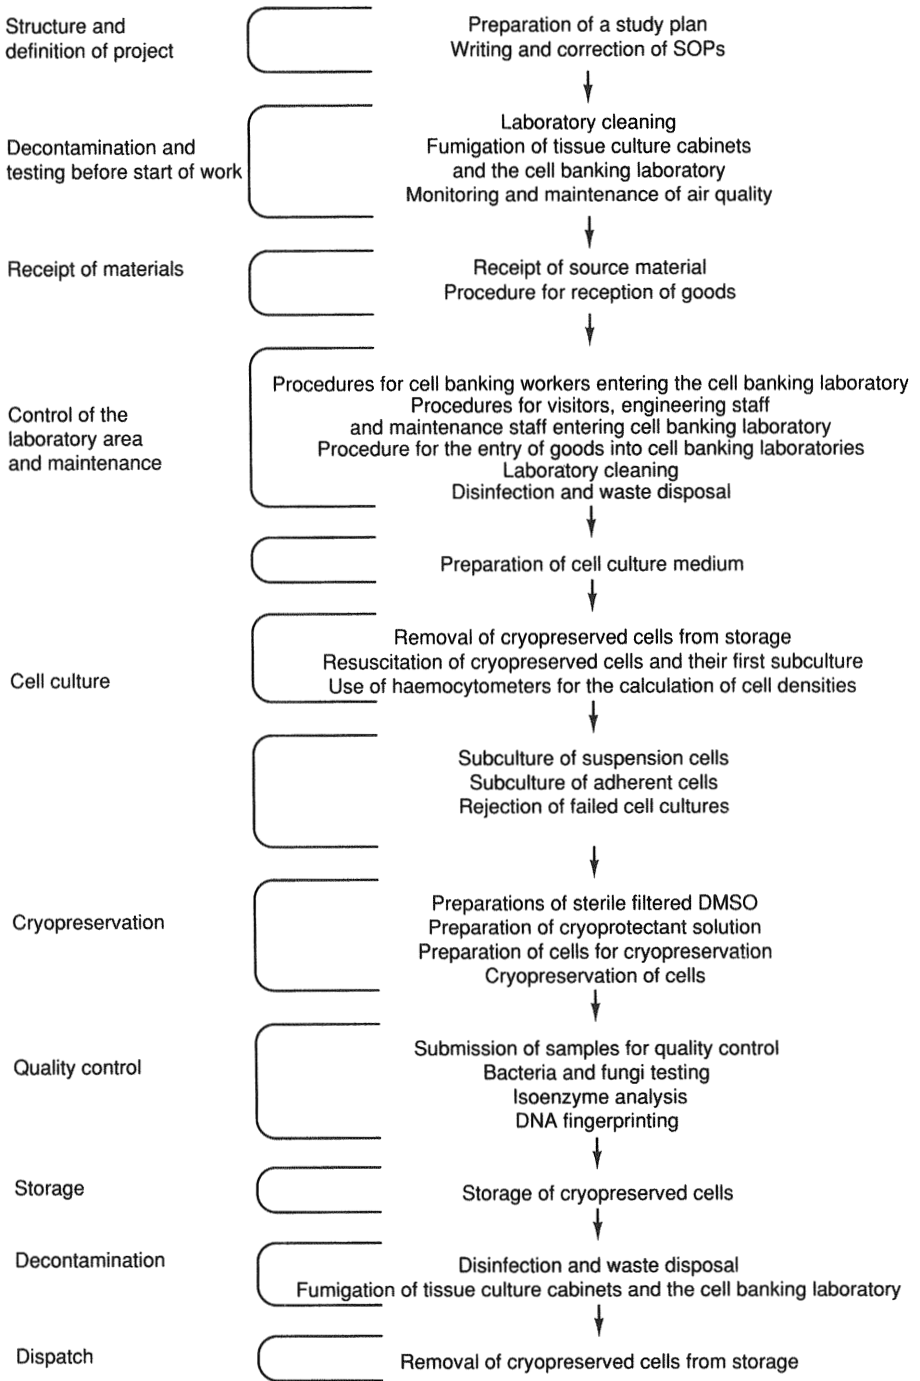 Structure and
definition of project
Preparation of a study plan
Writing and correction of SOPs
Decontamination and
testing before start of work
Laboratory cleaning
Fumigation of tissue culture cabinets
and the cell banking laboratory
Monitoring and maintenance of air quality
Receipt of materials
Receipt of source material
Procedure for reception of goods
Control of the
laboratory area
and maintenance
Procedures for cell banking workers entering the cell banking laboratory
Procedures for visitors, engineering staff
and maintenance staff entering cell banking laboratory
Procedure for the entry of goods into cell banking laboratories
Laboratory cleaning
Disinfection and waste disposal
Preparation of cell culture medium
Cell culture
Removal of cryopreserved cells from storage
Resuscitation of cryopreserved cells and their first subculture
Use of haemocytometers for the calculation of cell densities
Subculture of suspension cells
Subculture of adherent cells
Rejection of failed cell cultures
Cryopreservation
Preparations of sterile filtered DMSO
Preparation of cryoprotectant solution
Preparation of cells for cryopreservation
Cryopreservation of cells
Quality control
Submission of samples for quality control
Bacteria and fungi testing
Isoenzyme analysis
DNA fingerprinting
Storage
Storage of cryopreserved cells
Decontamination
Disinfection and waste disposal
Fumigation of tissue culture cabinets and the cell banking laboratory
Dispatch
Removal of cryopreserved cells from storage